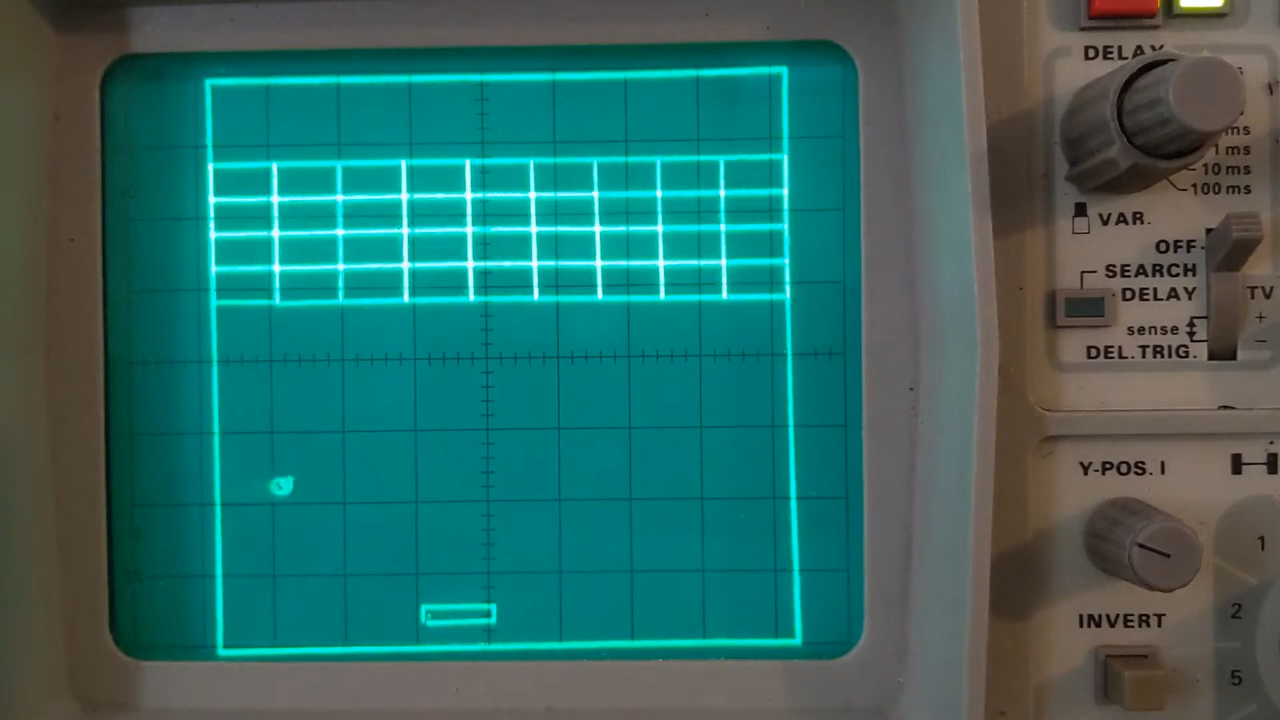 DELAY
ms
1 ms
10 ms
100 ms
VAR.
OFF
SEARCH
DELAY
TV
+
sense
–
DEL.TRIG.
Y-POS. I
1
INVERT
2
5